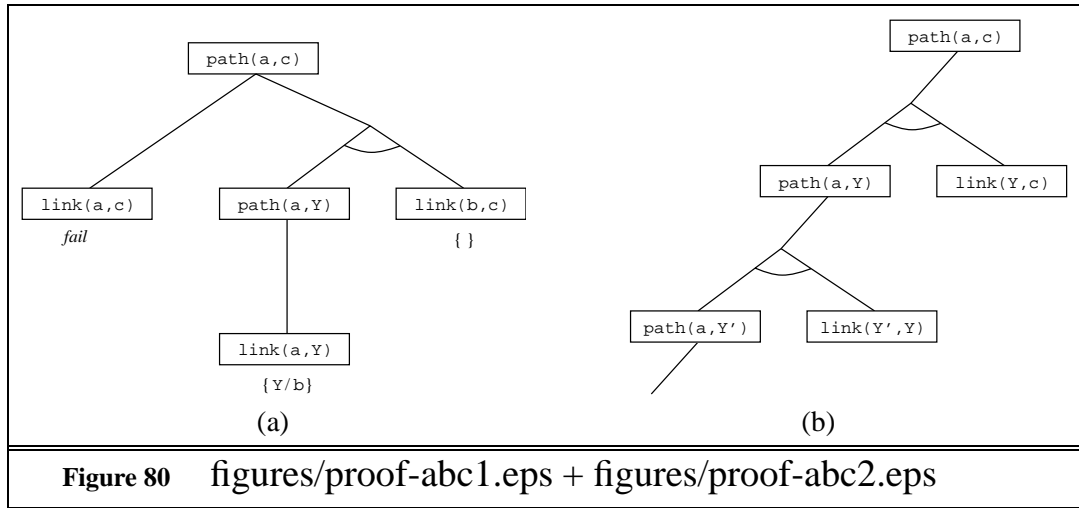 path(a,c)
link(a,c)
path(a,Y)
link(b,c)
fail
{ }
link(a,Y)
{Y/b}
(a)
path(a,c)
path(a,Y)
link(Y,c)
path(a,Y')
link(Y',Y)
(b)
Figure 80 figures/proof-abc1.eps + figures/proof-abc2.eps